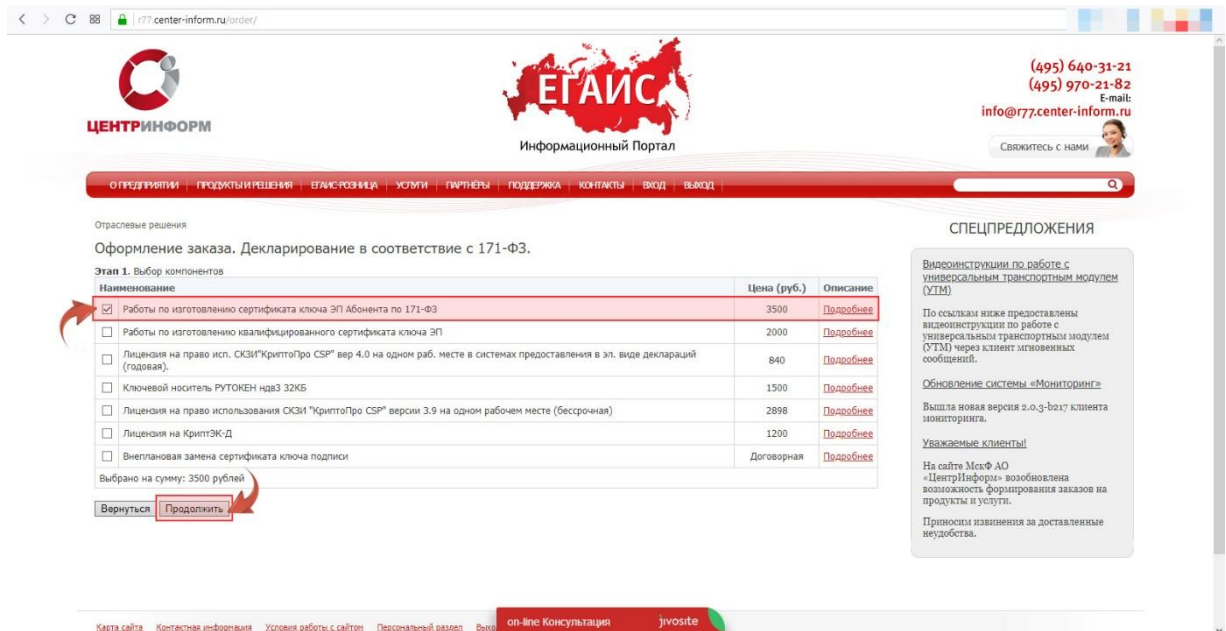 r77.center-inform.ru/order/
ЦЕНТРИНФОРМ
ЕГАИС
Информационный Портал
(495) 640-31-21
(495) 970-21-82
E-mail:
info@r77.center-inform.ru
Свяжитесь с нами
О ПРЕДПРИЯТИИ ПРОДУКТЫ И РЕШЕНИЯ ЕГАИС-РОЗНИЦА УСЛУГИ ПАРТНЁРЫ ПОДДЕРЖКА КОНТАКТЫ ВХОД ВЫХОД
Отраслевые решения
Оформление заказа. Декларирование в соответствие с 171-ФЗ.
Этап 1. Выбор компонентов
Наименование Цена (руб.) Описание
Работы по изготовлению сертификата ключа ЭП Абонента по 171-ФЗ 3500 Подробнее
Работы по изготовлению квалифицированного сертификата ключа ЭП 2000 Подробнее
Лицензия на право исп. СКЗИ"КриптоПро CSP" вер 4.0 на одном раб. месте в системах предоставления в эл. виде деклараций
(годовая). 840 Подробнее
Ключевой носитель РУТОКЕН ндв3 32КБ 1500 Подробнее
Лицензия на право использования СКЗИ "КриптоПро CSP" версии 3.9 на одном рабочем месте (бессрочная) 2898 Подробнее
Лицензия на КриптЭК-Д 1200 Подробнее
Внеплановая замена сертификата ключа подписи Договорная Подробнее
Выбрано на сумму: 3500 рублей
Вернуться Продолжить
СПЕЦПРЕДЛОЖЕНИЯ
Видеоинструкции по работе с
универсальным транспортным модулем
(УТМ)
По ссылкам ниже предоставлены
видеоинструкции по работе с
универсальным транспортным модулем
(УТМ) через клиент мгновенных
сообщений.
Обновление системы «Мониторинг»
Вышла новая версия 2.0.3-b217 клиента
мониторинга.
Уважаемые клиенты!
На сайте МскФ АО
«ЦентрИнформ» возобновлена
возможность формирования заказов на
продукты и услуги.
Приносим извинения за доставленные
неудобства.
Карта сайта Контактная информация Условия работы с сайтом Персональный раздел
on-line Консультация jivosite